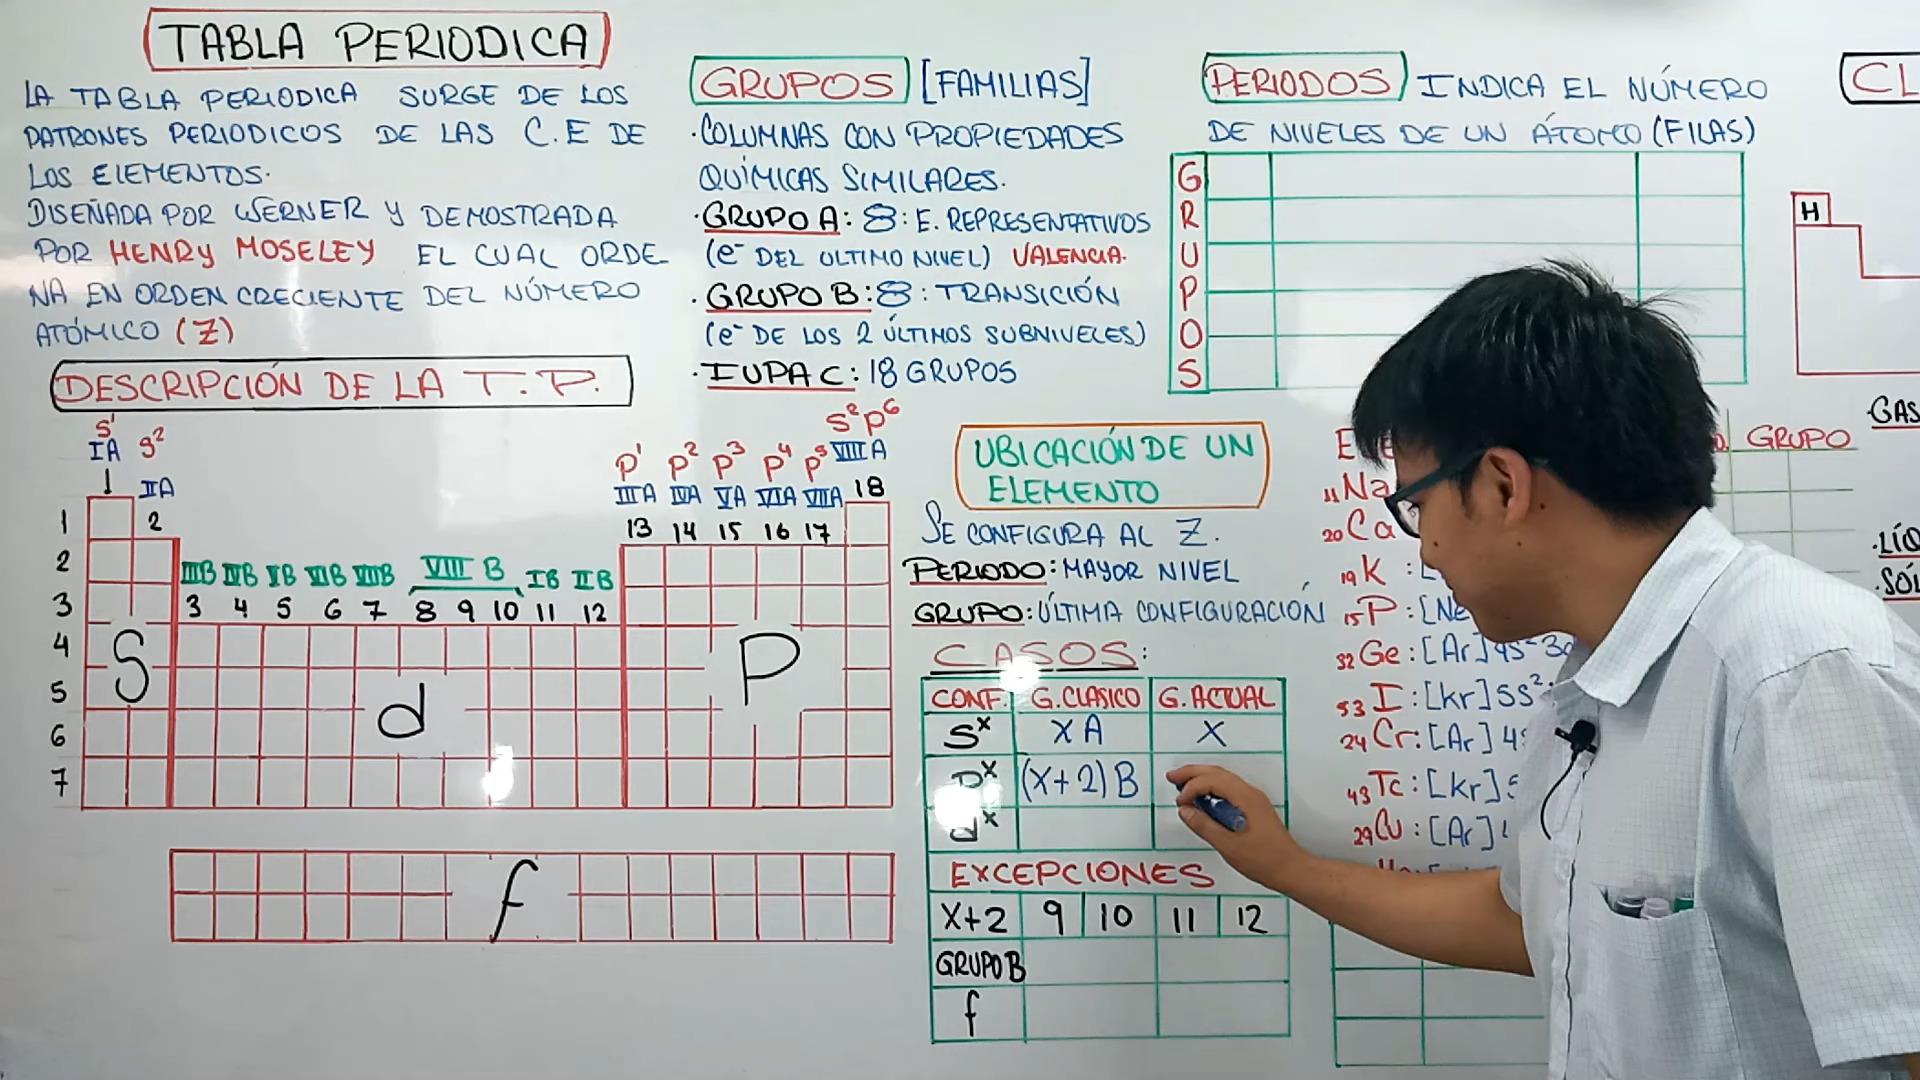 TABLA PERIODICA
LA TABLA PERIODICA SURGE DE LOS
PATRONES PERIODICOS DE LAS C.E DE
LOS ELEMENTOS.
DISEÑADA POR WERNER Y DEMOSTRADA
POR HENRY MOSELEY EL CUAL ORDE
NA EN ORDEN CRECIENTE DEL NÚMERO
ATÓMICO (Z)
DESCRIPCIÓN DE LA T.P.
S¹
IA S²
IIA
1 2
2
3
4
5
6
7
S
IIIB IVB VB VIB VIIB VIII B IB IIB
3 4 5 6 7 8 9 10 11 12
d
S²P⁶
P¹ P² P³ P⁴ P⁵ VIIIA
IIIA IVA VA VIA VIIA 18
13 14 15 16 17
P
f
GRUPOS [FAMILIAS]
·COLUMNAS CON PROPIEDADES
QUÍMICAS SIMILARES.
·GRUPO A: 8: E. REPRESENTATIVOS
(e⁻ DEL ULTIMO NIVEL) VALENCIA.
·GRUPO B: 8: TRANSICIÓN
(e⁻ DE LOS 2 ÚLTIMOS SUBNIVELES)
·IUPAC: 18 GRUPOS
PERIODOS INDICA EL NÚMERO
DE NIVELES DE UN ÁTOMO (FILAS)
G
R
U
P
O
S
UBICACIÓN DE UN
ELEMENTO
SE CONFIGURA AL Z.
PERIODO: MAYOR NIVEL
GRUPO: ÚLTIMA CONFIGURACIÓN
CASOS:
CONF. G.CLASICO G. ACTUAL
Sˣ XA X
Pˣ (X+2)B
dˣ
EXCEPCIONES
X+2 9 10 11 12
GRUPO B
f
GRUPO
₁₁Na
₂₀Ca
₁₉K :
₁₅P : [Ne
₃₂Ge : [Ar] 4S² 3d
₅₃I : [Kr] 5S²
₂₄Cr: [Ar] 4S
₄₃Tc: [Kr] 5
₂₉Cu : [Ar]
CL
H
·GAS
·LÍQ
·SÓL